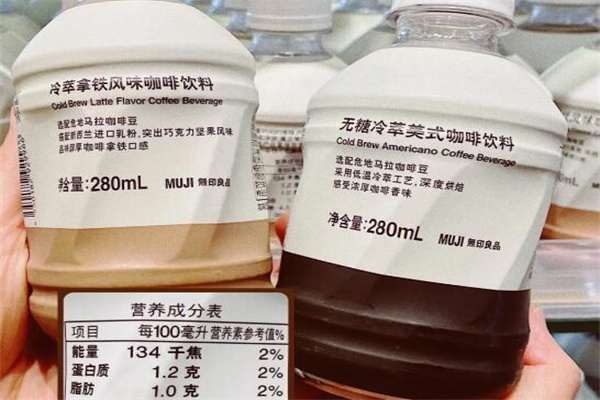 冷萃拿铁风味咖啡饮料
Cold Brew Latte Flavor Coffee Beverage
选配危地马拉咖啡豆
搭配新西兰进口乳粉，突出巧克力坚果风味
品味醇厚咖啡拿铁口感
净含量：280mL
MUJI 無印良品
无糖冷萃美式咖啡饮料
Cold Brew Americano Coffee Beverage
选配危地马拉咖啡豆
采用低温冷萃工艺，深度烘焙
感受浓厚咖啡香味
净含量：280mL
MUJI 無印良品
营养成分表
项目 每100毫升 营养素参考值%
能量 134 千焦 2%
蛋白质 1.2 克 2%
脂肪 1.0 克 2%